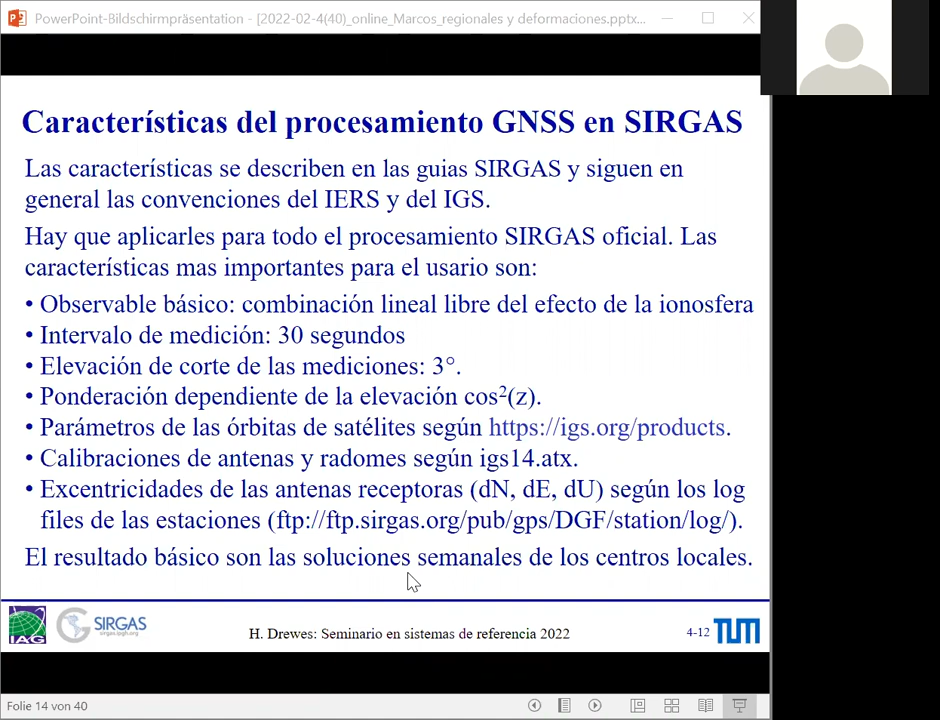 PowerPoint-Bildschirmpräsentation - [2022-02-4(40)_online_Marcos_regionales y deformaciones.pptx...
Características del procesamiento GNSS en SIRGAS
Las características se describen en las guias SIRGAS y siguen en
general las convenciones del IERS y del IGS.
Hay que aplicarles para todo el procesamiento SIRGAS oficial. Las
características mas importantes para el usario son:
• Observable básico: combinación lineal libre del efecto de la ionosfera
• Intervalo de medición: 30 segundos
• Elevación de corte de las mediciones: 3°.
• Ponderación dependiente de la elevación cos²(z).
• Parámetros de las órbitas de satélites según https://igs.org/products.
• Calibraciones de antenas y radomes según igs14.atx.
• Excentricidades de las antenas receptoras (dN, dE, dU) según los log
files de las estaciones (ftp://ftp.sirgas.org/pub/gps/DGF/station/log/).
El resultado básico son las soluciones semanales de los centros locales.
IAG
SIRGAS
sirgas.ipgh.org
H. Drewes: Seminario en sistemas de referencia 2022
4-12
TUM
Folie 14 von 40